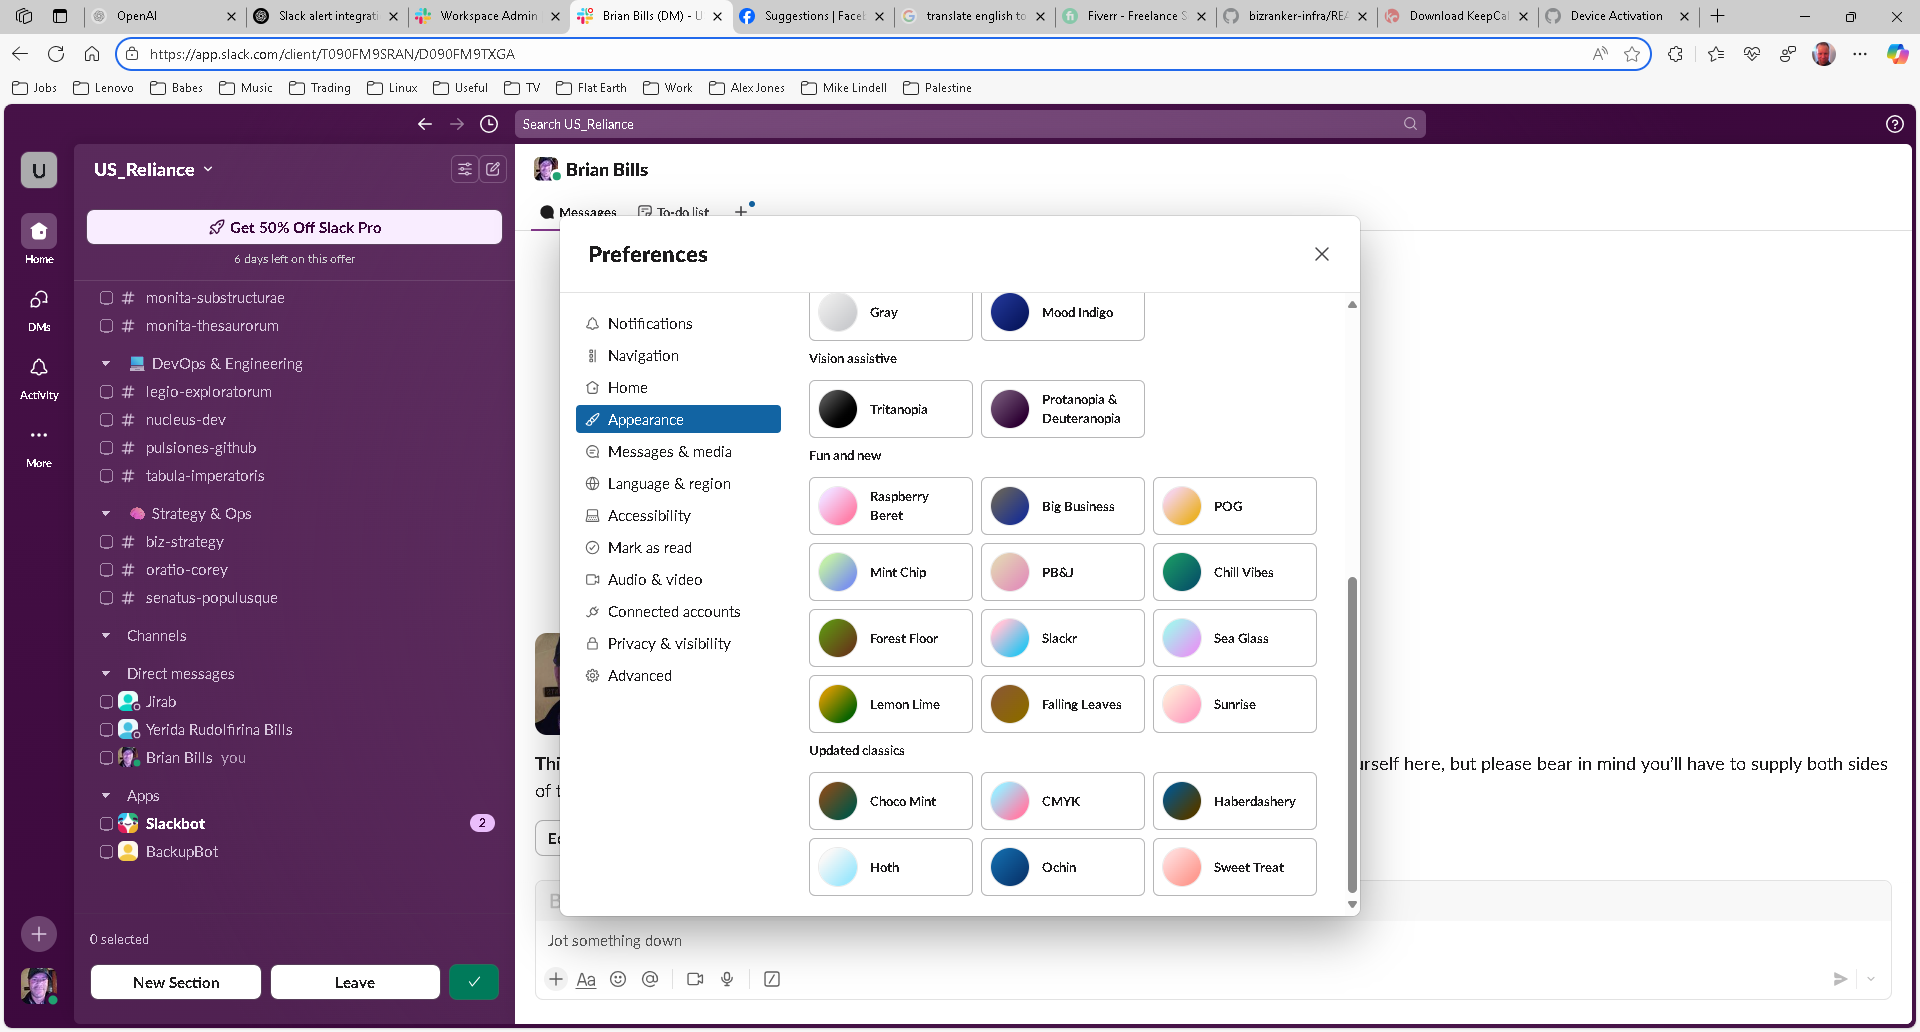 OpenAI
Slack alert integrati
Workspace Admin
Brian Bills (DM) - U
Suggestions | Faceb
translate english to
Fiverr - Freelance S
bizranker-infra/REA
Download KeepCal
Device Activation
https://app.slack.com/client/T090FM9SRAN/D090FM9TXGA
Jobs
Lenovo
Babes
Music
Trading
Linux
Useful
TV
Flat Earth
Work
Alex Jones
Mike Lindell
Palestine
Search US_Reliance
U
US_Reliance
Get 50% Off Slack Pro
6 days left on this offer
Home
DMs
Activity
More
# monita-substructurae
# monita-thesaurorum
DevOps & Engineering
# legio-exploratorum
# nucleus-dev
# pulsiones-github
# tabula-imperatoris
Strategy & Ops
# biz-strategy
# oratio-corey
# senatus-populusque
Channels
Direct messages
Jirab
Yerida Rudolfirina Bills
Brian Bills you
Apps
Slackbot 2
BackupBot
0 selected
New Section
Leave
Brian Bills
Messages
To-do list
Preferences
Notifications
Navigation
Home
Appearance
Messages & media
Language & region
Accessibility
Mark as read
Audio & video
Connected accounts
Privacy & visibility
Advanced
Gray
Mood Indigo
Vision assistive
Tritanopia
Protanopia &
Deuteranopia
Fun and new
Raspberry
Beret
Big Business
POG
Mint Chip
PB&J
Chill Vibes
Forest Floor
Slackr
Sea Glass
Lemon Lime
Falling Leaves
Sunrise
Updated classics
Choco Mint
CMYK
Haberdashery
Hoth
Ochin
Sweet Treat
Thi
urself here, but please bear in mind you'll have to supply both sides
of t
Ec
B
Jot something down
Aa